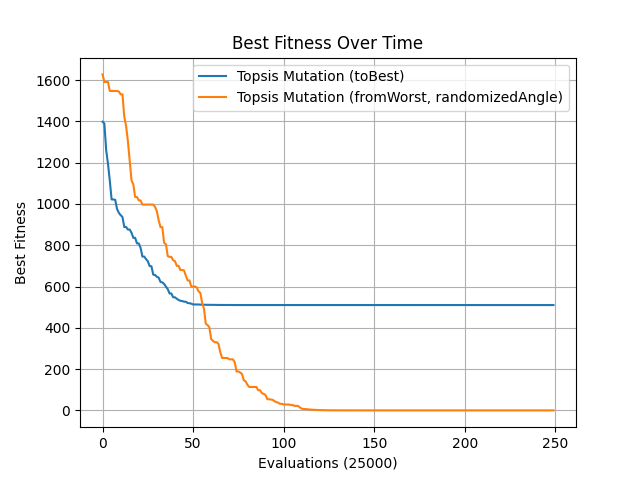 Best Fitness Over Time
Topsis Mutation (toBest)
Topsis Mutation (fromWorst, randomizedAngle)
Best Fitness
1600
1400
1200
1000
800
600
400
200
0
0 50 100 150 200 250
Evaluations (25000)